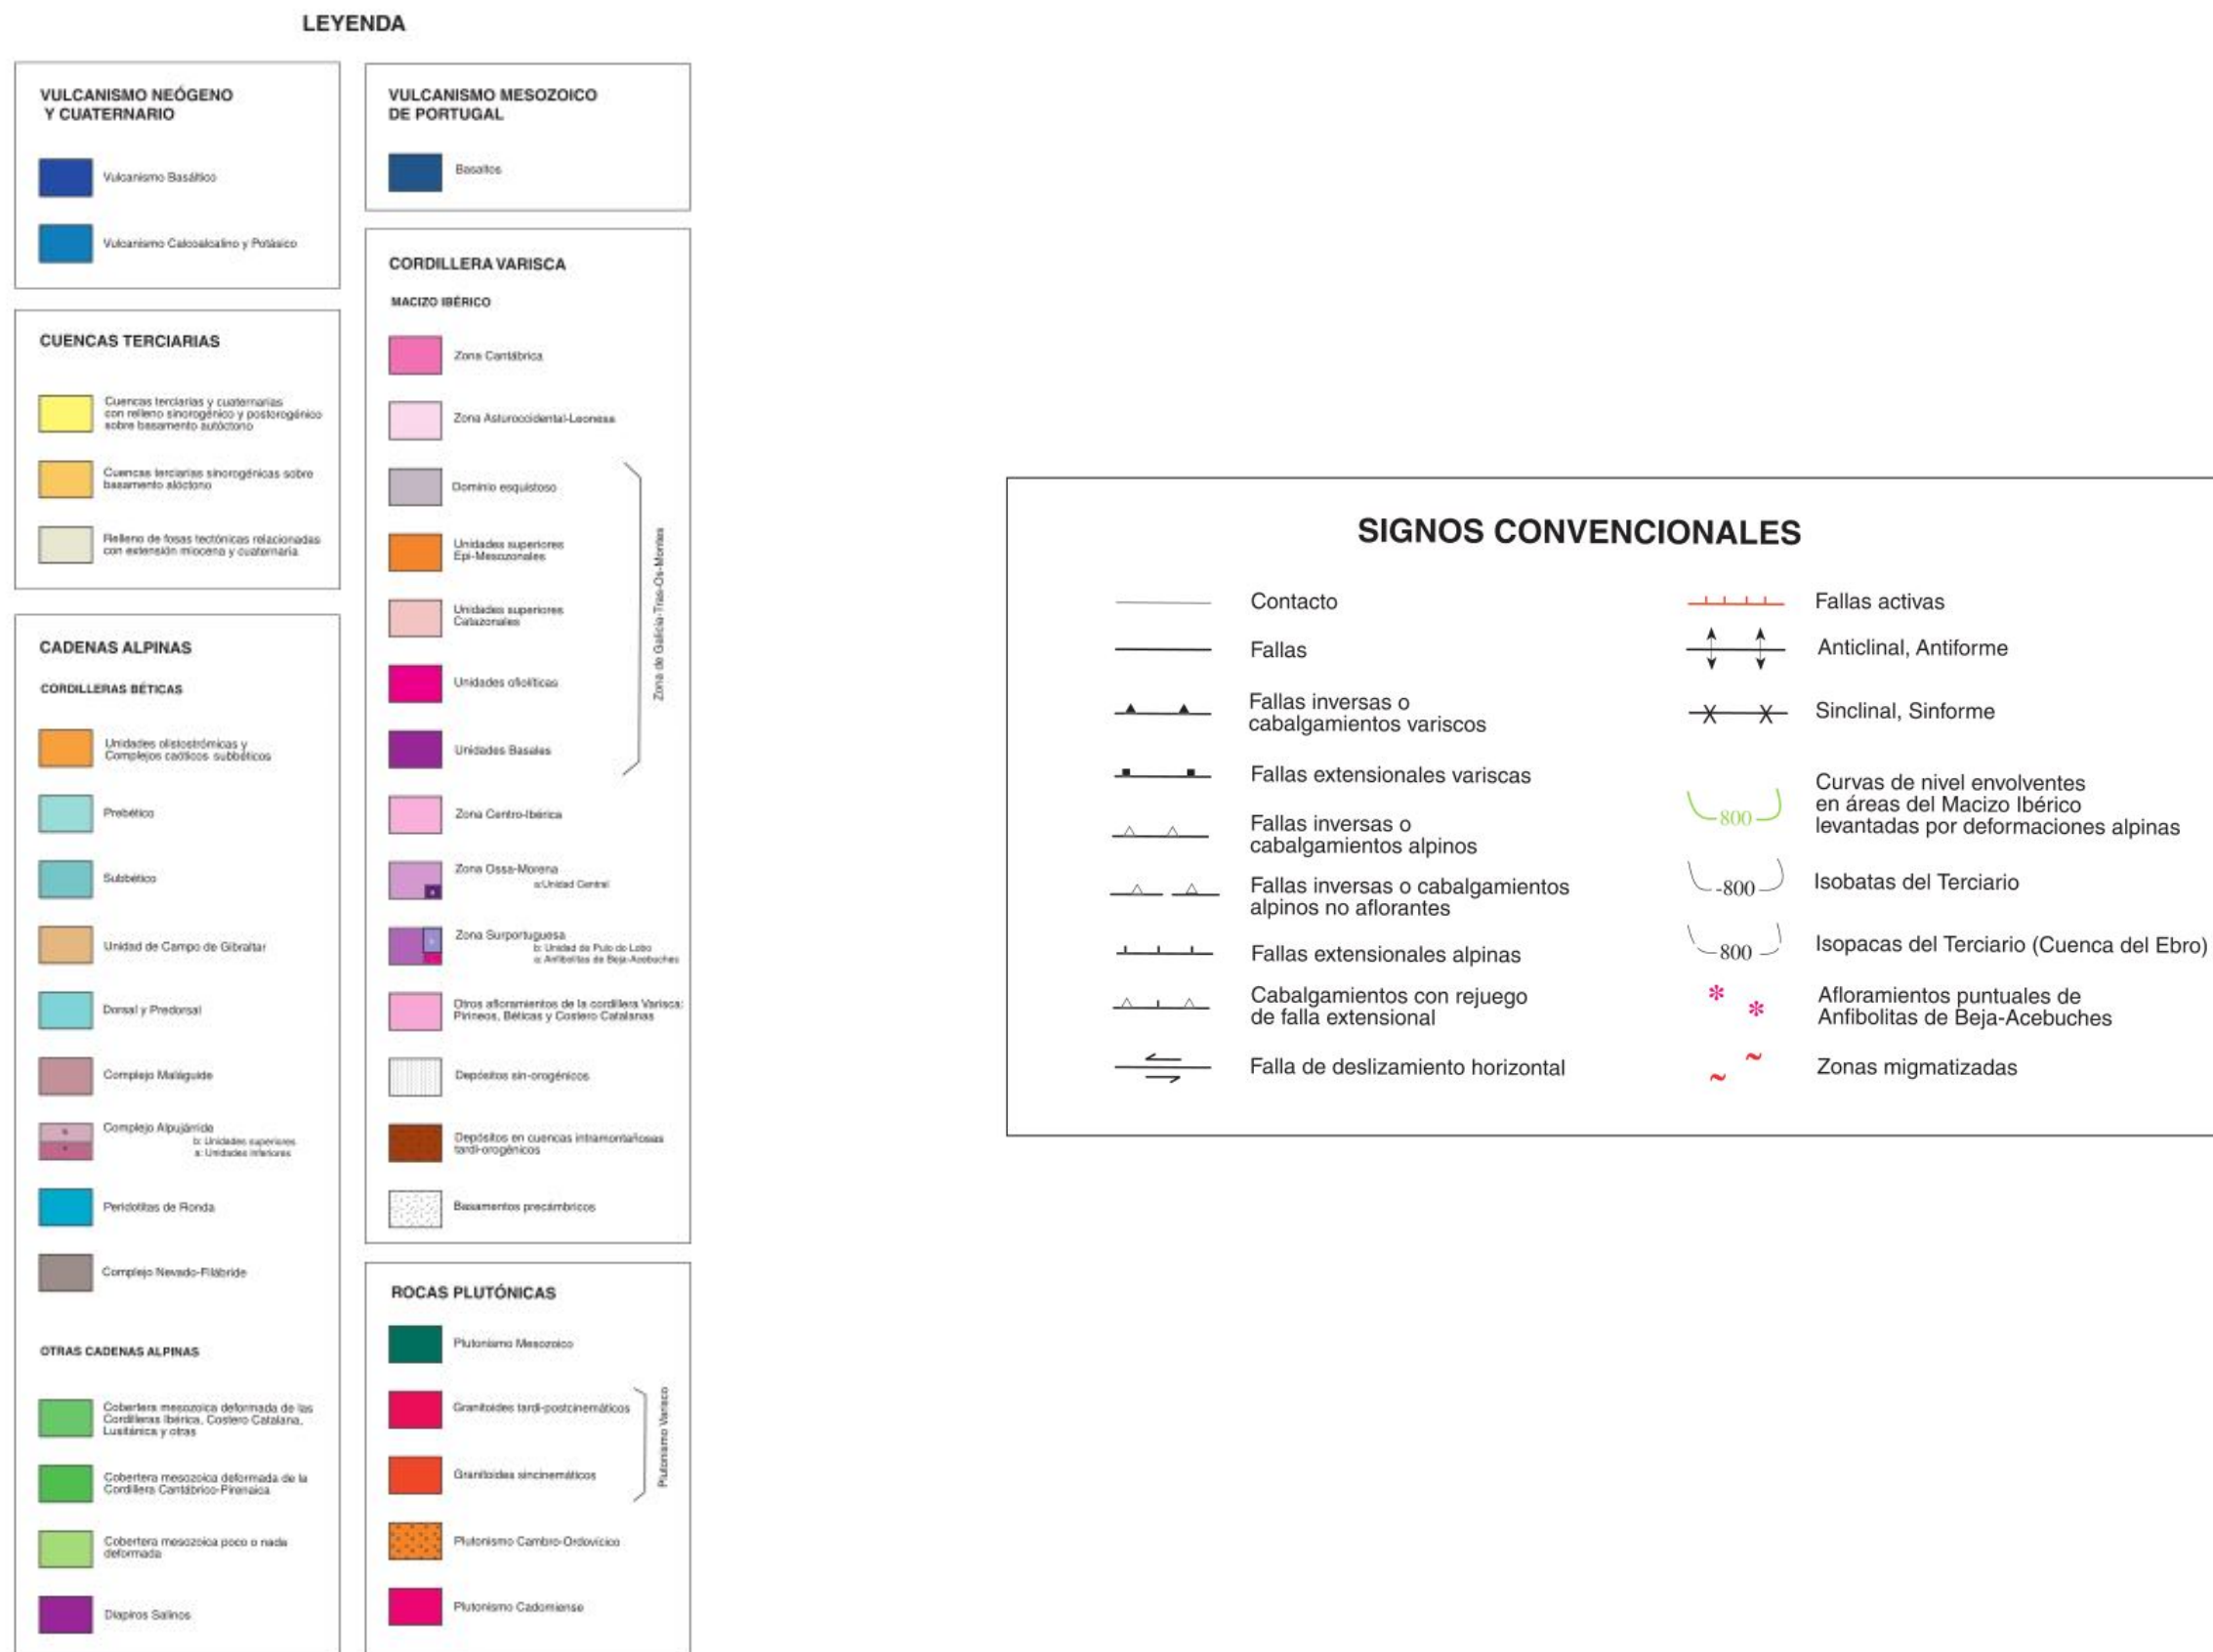 LEYENDA
VULCANISMO NEÓGENO
Y CUATERNARIO
Vulcanismo Basáltico
Vulcanismo Calcoalcalino y Potásico
CUENCAS TERCIARIAS
Cuencas terciarias y cuaternarias
con relleno sinorogénico y postorogénico
sobre basamento autóctono
Cuencas terciarias sinorogénicas sobre
basamento alóctono
Relleno de fosas tectónicas relacionadas
con extensión miocena y cuaternaria
CADENAS ALPINAS
CORDILLERAS BÉTICAS
Unidades olistostrómicas y
Complejos caóticos subbéticos
Prebético
Subbético
Unidad de Campo de Gibraltar
Dorsal y Predorsal
Complejo Maláguide
Complejo Alpujárride
b: Unidades superiores
a: Unidades inferiores
Peridotitas de Ronda
Complejo Nevado-Filábride
OTRAS CADENAS ALPINAS
Cobertera mesozoica deformada de las
Cordilleras Ibérica, Costero Catalana,
Lusitánica y otras
Cobertera mesozoica deformada de la
Cordillera Cantábrico-Pirenaica
Cobertera mesozoica poco o nada
deformada
Diapiros Salinos
VULCANISMO MESOZOICO
DE PORTUGAL
Basaltos
CORDILLERA VARISCA
MACIZO IBÉRICO
Zona Cantábrica
Zona Asturoccidental-Leonesa
Dominio esquistoso
Unidades superiores
Epi-Mesozonales
Unidades superiores
Catazonales
Unidades ofiolíticas
Unidades Basales
Zona de Galicia-Tras-Os-Montes
Zona Centro-Ibérica
Zona Ossa-Morena
a:Unidad Central
Zona Surportuguesa
b: Unidad de Pulo do Lobo
a: Anfibolitas de Beja-Acebuches
Otros afloramientos de la cordillera Varisca:
Pirineos, Béticas y Costero Catalanas
Depósitos sin-orogénicos
Depósitos en cuencas intramontañosas
tardi-orogénicos
Basamentos precámbricos
ROCAS PLUTÓNICAS
Plutonismo Mesozoico
Granitoides tardi-postcinemáticos
Granitoides sincinemáticos
Plutonismo Varisco
Plutonismo Cambro-Ordovícico
Plutonismo Cadomiense
SIGNOS CONVENCIONALES
Contacto
Fallas
Fallas inversas o
cabalgamientos variscos
Fallas extensionales variscas
Fallas inversas o
cabalgamientos alpinos
Fallas inversas o cabalgamientos
alpinos no aflorantes
Fallas extensionales alpinas
Cabalgamientos con rejuego
de falla extensional
Falla de deslizamiento horizontal
Fallas activas
Anticlinal, Antiforme
Sinclinal, Sinforme
800
Curvas de nivel envolventes
en áreas del Macizo Ibérico
levantadas por deformaciones alpinas
-800
Isobatas del Terciario
800
Isopacas del Terciario (Cuenca del Ebro)
Afloramientos puntuales de
Anfibolitas de Beja-Acebuches
Zonas migmatizadas